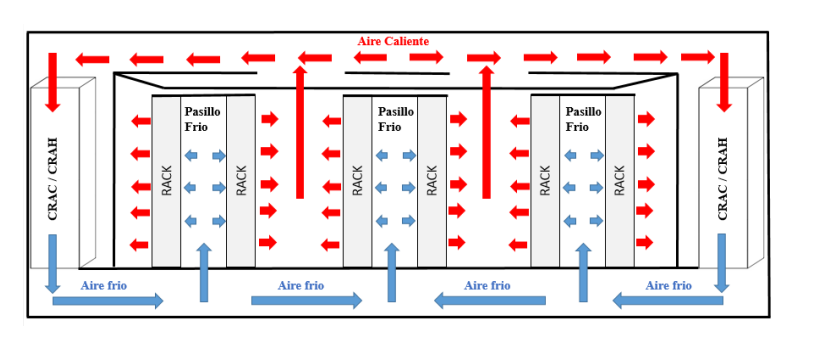 Aire Caliente
CRAC / CRAH
RACK
Pasillo
Frio
RACK
RACK
Pasillo
Frio
RACK
RACK
Pasillo
Frio
RACK
CRAC / CRAH
Aire frio
Aire frio
Aire frio
Aire frio